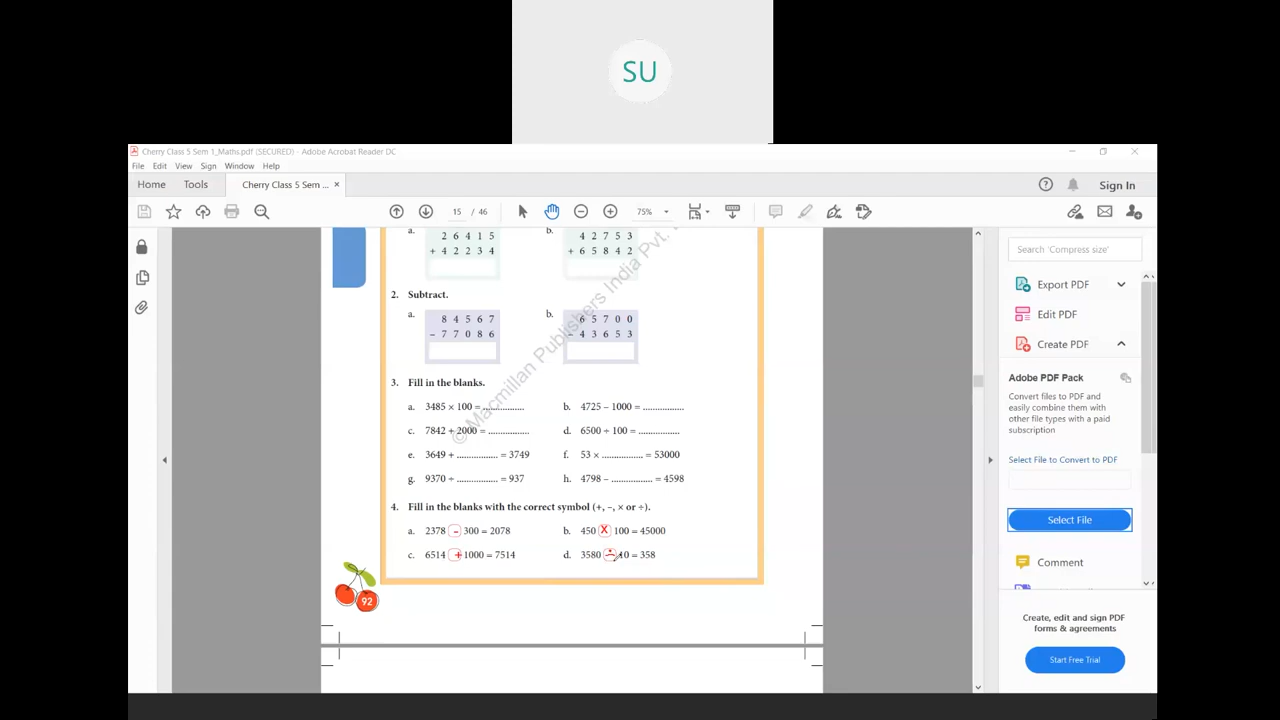 SU
Cherry Class 5 Sem 1_Maths.pdf (SECURED) - Adobe Acrobat Reader DC
File Edit View Sign Window Help
Home Tools Cherry Class 5 Sem ... × Sign In
15 / 46 75%
a. 2 6 4 1 5 b. 4 2 7 5 3
+ 4 2 2 3 4 + 6 5 8 4 2
2. Subtract.
a. 8 4 5 6 7 b. 6 5 7 0 0
– 7 7 0 8 6 – 4 3 6 5 3
3. Fill in the blanks.
a. 3485 × 100 = ................ b. 4725 – 1000 = ................
c. 7842 + 2000 = ................ d. 6500 ÷ 100 = ................
e. 3649 + ................ = 3749 f. 53 × ................ = 53000
g. 9370 ÷ ................ = 937 h. 4798 – ................ = 4598
4. Fill in the blanks with the correct symbol (+, –, × or ÷).
a. 2378 - 300 = 2078 b. 450 X 100 = 45000
c. 6514 + 1000 = 7514 d. 3580 ÷ 10 = 358
92
© Macmillan Publishers India Pvt.
Search 'Compress size'
Export PDF
Edit PDF
Create PDF
Adobe PDF Pack
Convert files to PDF and
easily combine them with
other file types with a paid
subscription
Select File to Convert to PDF
Select File
Comment
Create, edit and sign PDF
forms & agreements
Start Free Trial